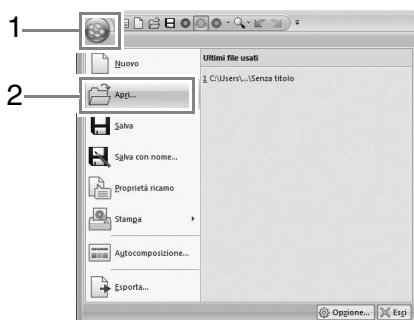 1
Nuovo
Ultimi file usati
1 C:\Users\...\Senza titolo
2
Apri...
Salva
Salva con nome...
Proprietà ricamo
Stampa
Autocomposizione...
Esporta...
Opzione... Esci